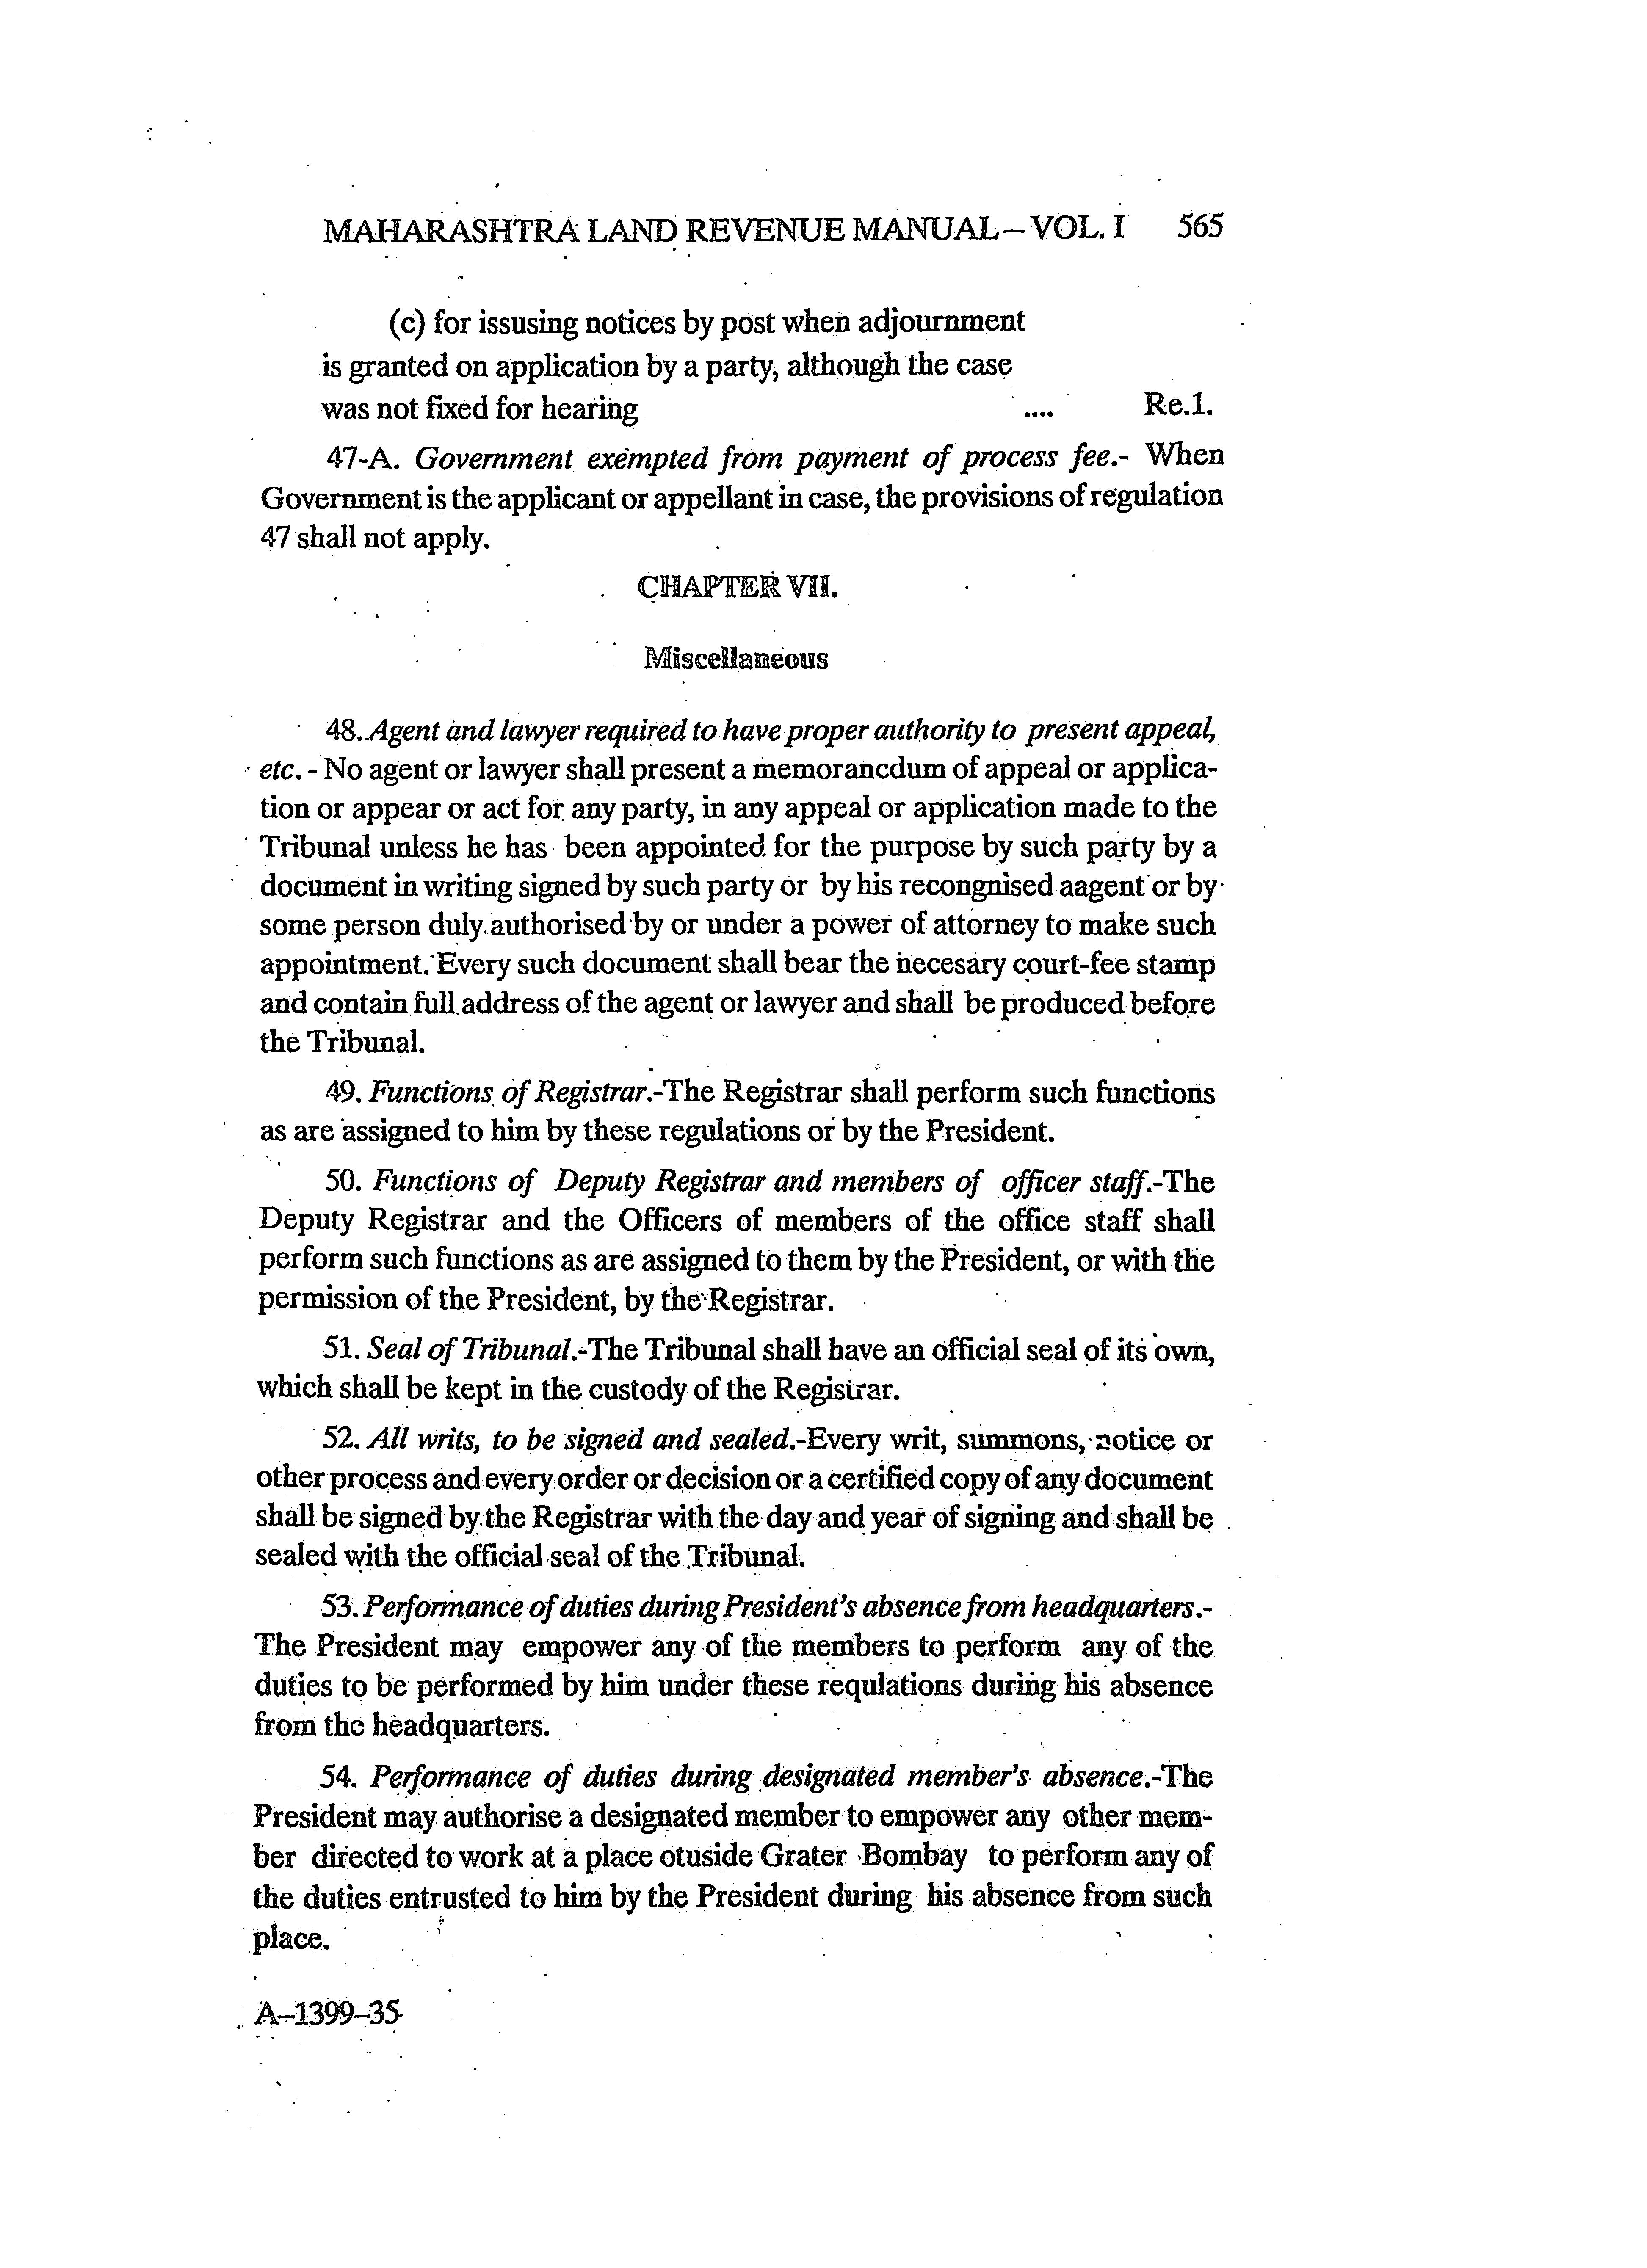 MAHARASHTRA LAND REVENUE MANUAL – VOL. I 565
(c) for issusing notices by post when adjournment
is granted on application by a party, although the case
was not fixed for hearing .... Re.1.
47-A. Government exempted from payment of process fee.- When
Government is the applicant or appellant in case, the provisions of regulation
47 shall not apply.
CHAPTER VII.
Miscellaneous
48. Agent and lawyer required to have proper authority to present appeal,
etc. - No agent or lawyer shall present a memorancdum of appeal or applica-
tion or appear or act for any party, in any appeal or application made to the
Tribunal unless he has been appointed for the purpose by such party by a
document in writing signed by such party or by his recongnised aagent or by
some person duly authorised by or under a power of attorney to make such
appointment. Every such document shall bear the necesary court-fee stamp
and contain full address of the agent or lawyer and shall be produced before
the Tribunal.
49. Functions of Registrar.-The Registrar shall perform such functions
as are assigned to him by these regulations or by the President.
50. Functions of Deputy Registrar and members of officer staff.-The
Deputy Registrar and the Officers of members of the office staff shall
perform such functions as are assigned to them by the President, or with the
permission of the President, by the Registrar.
51. Seal of Tribunal.-The Tribunal shall have an official seal of its own,
which shall be kept in the custody of the Registrar.
52. All writs, to be signed and sealed.-Every writ, summons, notice or
other process and every order or decision or a certified copy of any document
shall be signed by the Registrar with the day and year of signing and shall be
sealed with the official seal of the Tribunal.
53. Performance of duties during President's absence from headquarters.-
The President may empower any of the members to perform any of the
duties to be performed by him under these requlations during his absence
from the headquarters.
54. Performance of duties during designated member's absence.-The
President may authorise a designated member to empower any other mem-
ber directed to work at a place otuside Grater Bombay to perform any of
the duties entrusted to him by the President during his absence from such
place.
A–1399–35